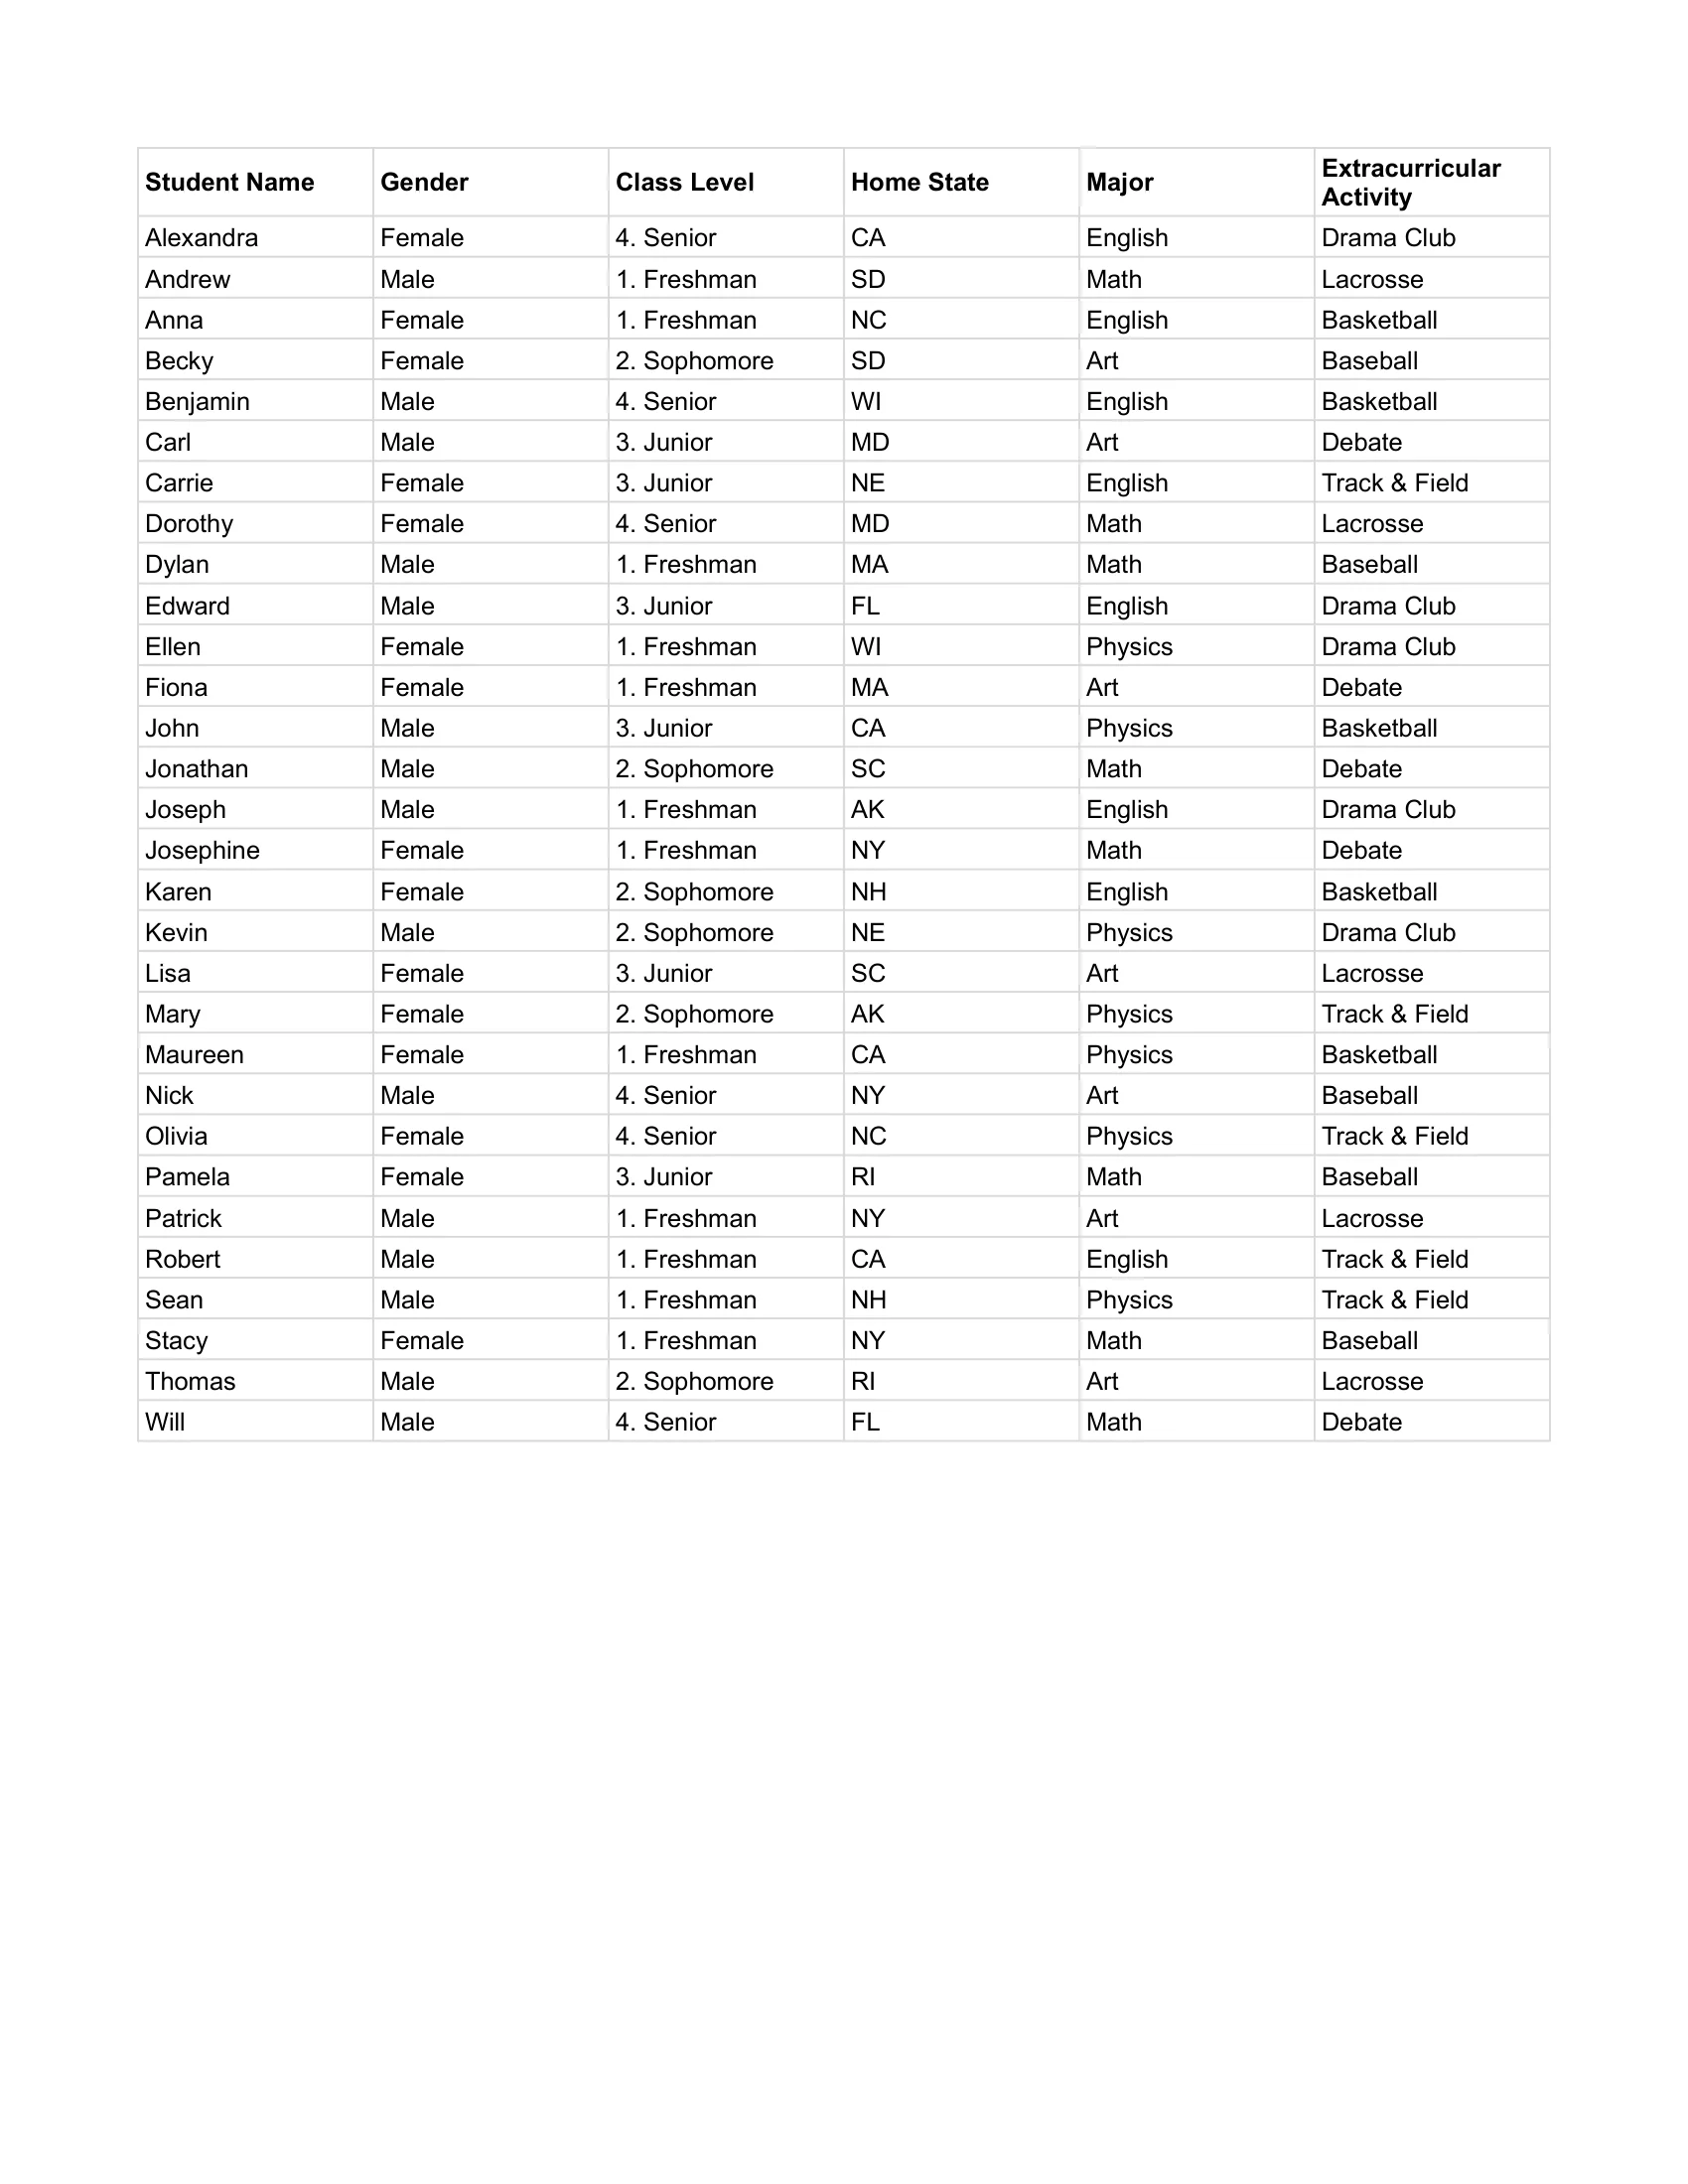 Student Name Gender Class Level Home State Major Extracurricular Activity
Alexandra Female 4. Senior CA English Drama Club
Andrew Male 1. Freshman SD Math Lacrosse
Anna Female 1. Freshman NC English Basketball
Becky Female 2. Sophomore SD Art Baseball
Benjamin Male 4. Senior WI English Basketball
Carl Male 3. Junior MD Art Debate
Carrie Female 3. Junior NE English Track & Field
Dorothy Female 4. Senior MD Math Lacrosse
Dylan Male 1. Freshman MA Math Baseball
Edward Male 3. Junior FL English Drama Club
Ellen Female 1. Freshman WI Physics Drama Club
Fiona Female 1. Freshman MA Art Debate
John Male 3. Junior CA Physics Basketball
Jonathan Male 2. Sophomore SC Math Debate
Joseph Male 1. Freshman AK English Drama Club
Josephine Female 1. Freshman NY Math Debate
Karen Female 2. Sophomore NH English Basketball
Kevin Male 2. Sophomore NE Physics Drama Club
Lisa Female 3. Junior SC Art Lacrosse
Mary Female 2. Sophomore AK Physics Track & Field
Maureen Female 1. Freshman CA Physics Basketball
Nick Male 4. Senior NY Art Baseball
Olivia Female 4. Senior NC Physics Track & Field
Pamela Female 3. Junior RI Math Baseball
Patrick Male 1. Freshman NY Art Lacrosse
Robert Male 1. Freshman CA English Track & Field
Sean Male 1. Freshman NH Physics Track & Field
Stacy Female 1. Freshman NY Math Baseball
Thomas Male 2. Sophomore RI Art Lacrosse
Will Male 4. Senior FL Math Debate